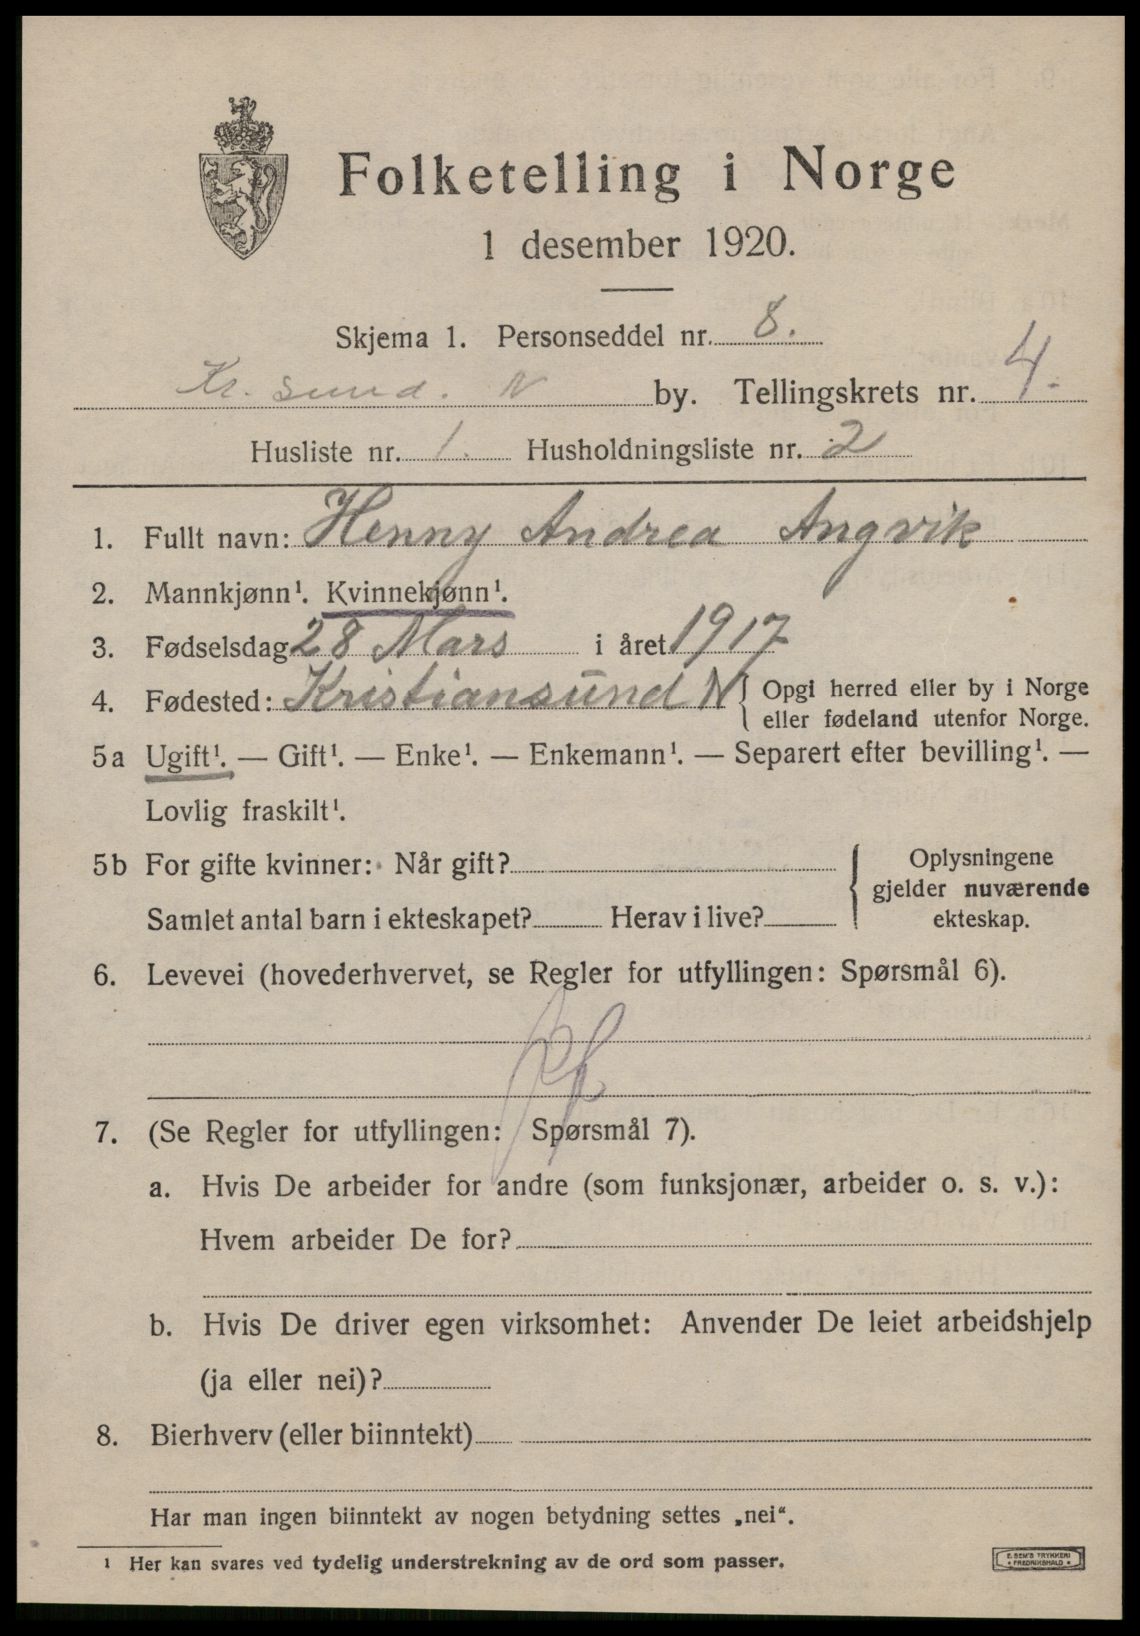 Folketelling i Norge
1 desember 1920.
Skjema 1. Personseddel nr. 8.
Kr. sund. N by. Tellingskrets nr. 4.
Husliste nr. 1. Husholdningsliste nr. 2
1. Fullt navn: Henny Andrea Angvik
2. Mannkjønn¹. Kvinnekjønn¹.
3. Fødselsdag 28 Mars i året 1917
4. Fødested: Kristiansund N { Opgi herred eller by i Norge
eller fødeland utenfor Norge.
5a Ugift¹. — Gift¹. — Enke¹. — Enkemann¹. — Separert efter bevilling¹. —
Lovlig fraskilt¹.
5b For gifte kvinner: Når gift?
Samlet antal barn i ekteskapet? Herav i live?
{ Oplysningene
gjelder nuværende
ekteskap.
6. Levevei (hovederhvervet, se Regler for utfyllingen: Spørsmål 6).
7. (Se Regler for utfyllingen: Spørsmål 7).
a. Hvis De arbeider for andre (som funksjonær, arbeider o. s. v.):
Hvem arbeider De for?
b. Hvis De driver egen virksomhet: Anvender De leiet arbeidshjelp
(ja eller nei)?
8. Bierhverv (eller biinntekt)
Har man ingen biinntekt av nogen betydning settes „nei“.
¹ Her kan svares ved tydelig understrekning av de ord som passer.
E. SEM'S TRYKKERI
• FREDRIKSHALD •